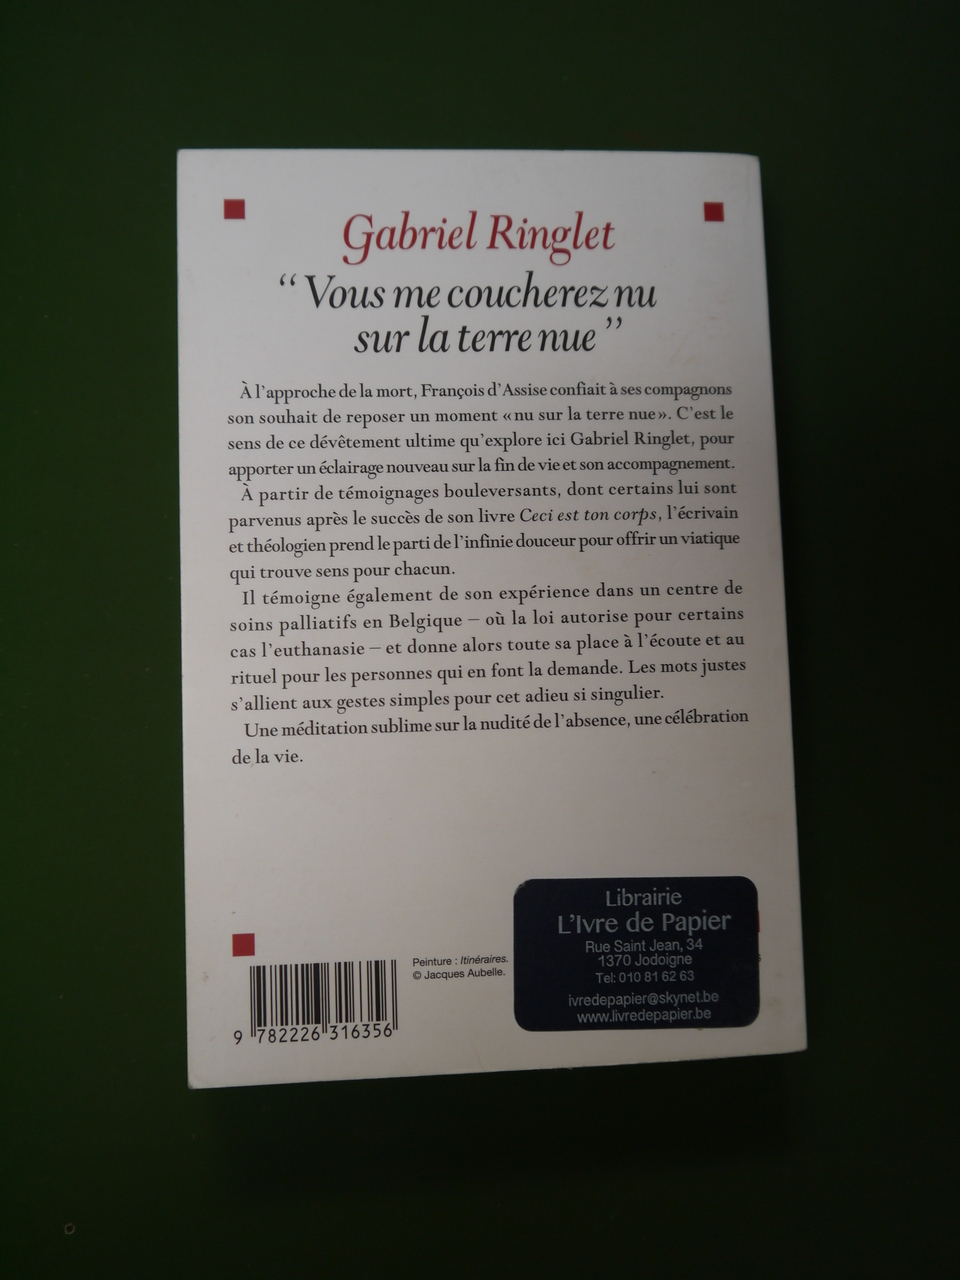 Gabriel Ringlet
“ Vous me coucherez nu
sur la terre nue ”
À l’approche de la mort, François d’Assise confiait à ses compagnons
son souhait de reposer un moment « nu sur la terre nue ». C’est le
sens de ce dévêtement ultime qu’explore ici Gabriel Ringlet, pour
apporter un éclairage nouveau sur la fin de vie et son accompagnement.
À partir de témoignages bouleversants, dont certains lui sont
parvenus après le succès de son livre Ceci est ton corps, l’écrivain
et théologien prend le parti de l’infinie douceur pour offrir un viatique
qui trouve sens pour chacun.
Il témoigne également de son expérience dans un centre de
soins palliatifs en Belgique – où la loi autorise pour certains
cas l’euthanasie – et donne alors toute sa place à l’écoute et au
rituel pour les personnes qui en font la demande. Les mots justes
s’allient aux gestes simples pour cet adieu si singulier.
Une méditation sublime sur la nudité de l’absence, une célébration
de la vie.
Peinture : Itinéraires.
© Jacques Aubelle.
9 782226 316356
Librairie
L’Ivre de Papier
Rue Saint Jean, 34
1370 Jodoigne
Tel: 010 81 62 63
ivredepapier@skynet.be
www.livredepapier.be